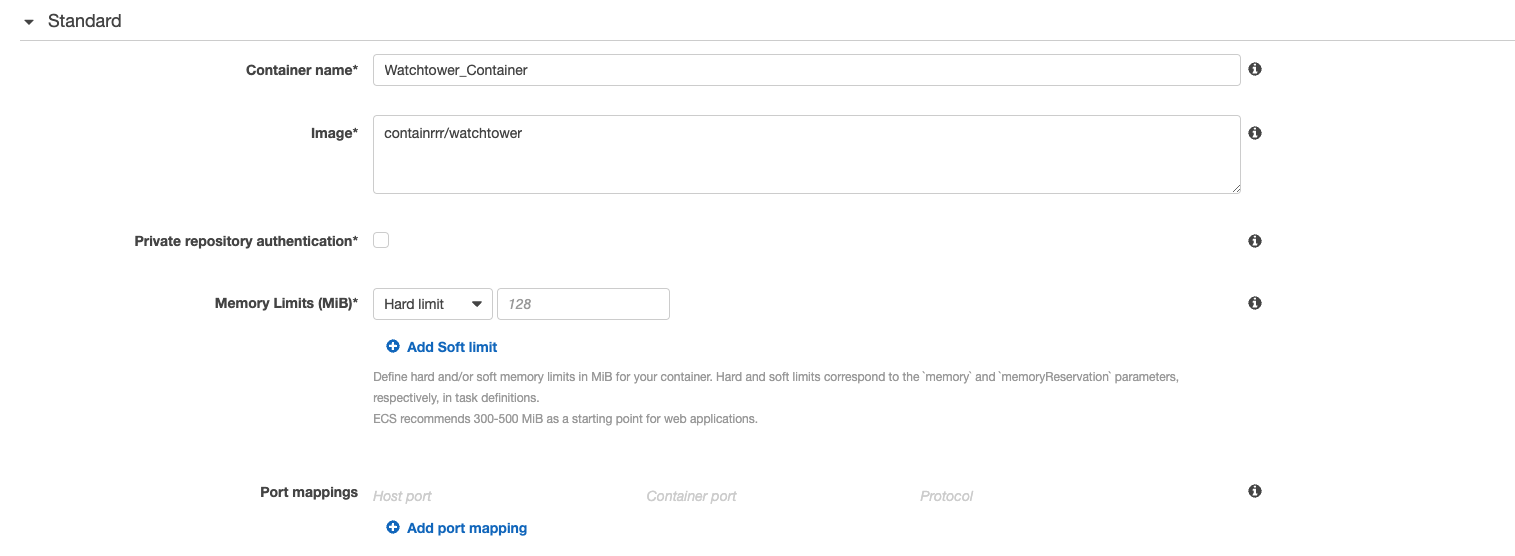 Standard
Container name* Watchtower_Container
Image* containrrr/watchtower
Private repository authentication*
Memory Limits (MiB)* Hard limit 128
Add Soft limit
Define hard and/or soft memory limits in MiB for your container. Hard and soft limits correspond to the `memory` and `memoryReservation` parameters,
respectively, in task definitions.
ECS recommends 300-500 MiB as a starting point for web applications.
Port mappings Host port Container port Protocol
Add port mapping